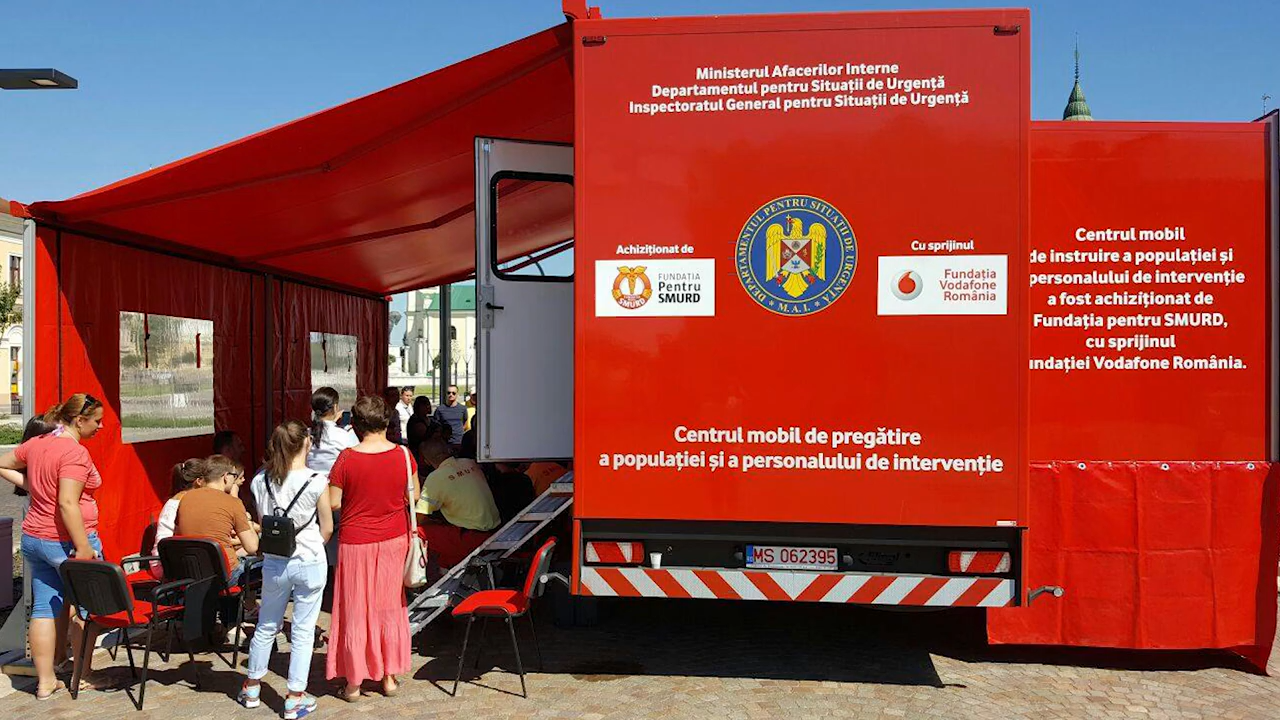 Ministerul Afacerilor Interne
Departamentul pentru Situații de Urgență
Inspectoratul General pentru Situații de Urgență
Achiziționat de
SMURD
FUNDAȚIA
Pentru
SMURD
DEPARTAMENTUL PENTRU SITUAȚII DE URGENȚĂ
* M.A.I. *
Cu sprijinul
Fundația
Vodafone
România
Centrul mobil de pregătire
a populației și a personalului de intervenție
MS 062395
Centrul mobil
de instruire a populației și
personalului de intervenție
a fost achiziționat de
Fundația pentru SMURD,
cu sprijinul
undației Vodafone România.
SMURD